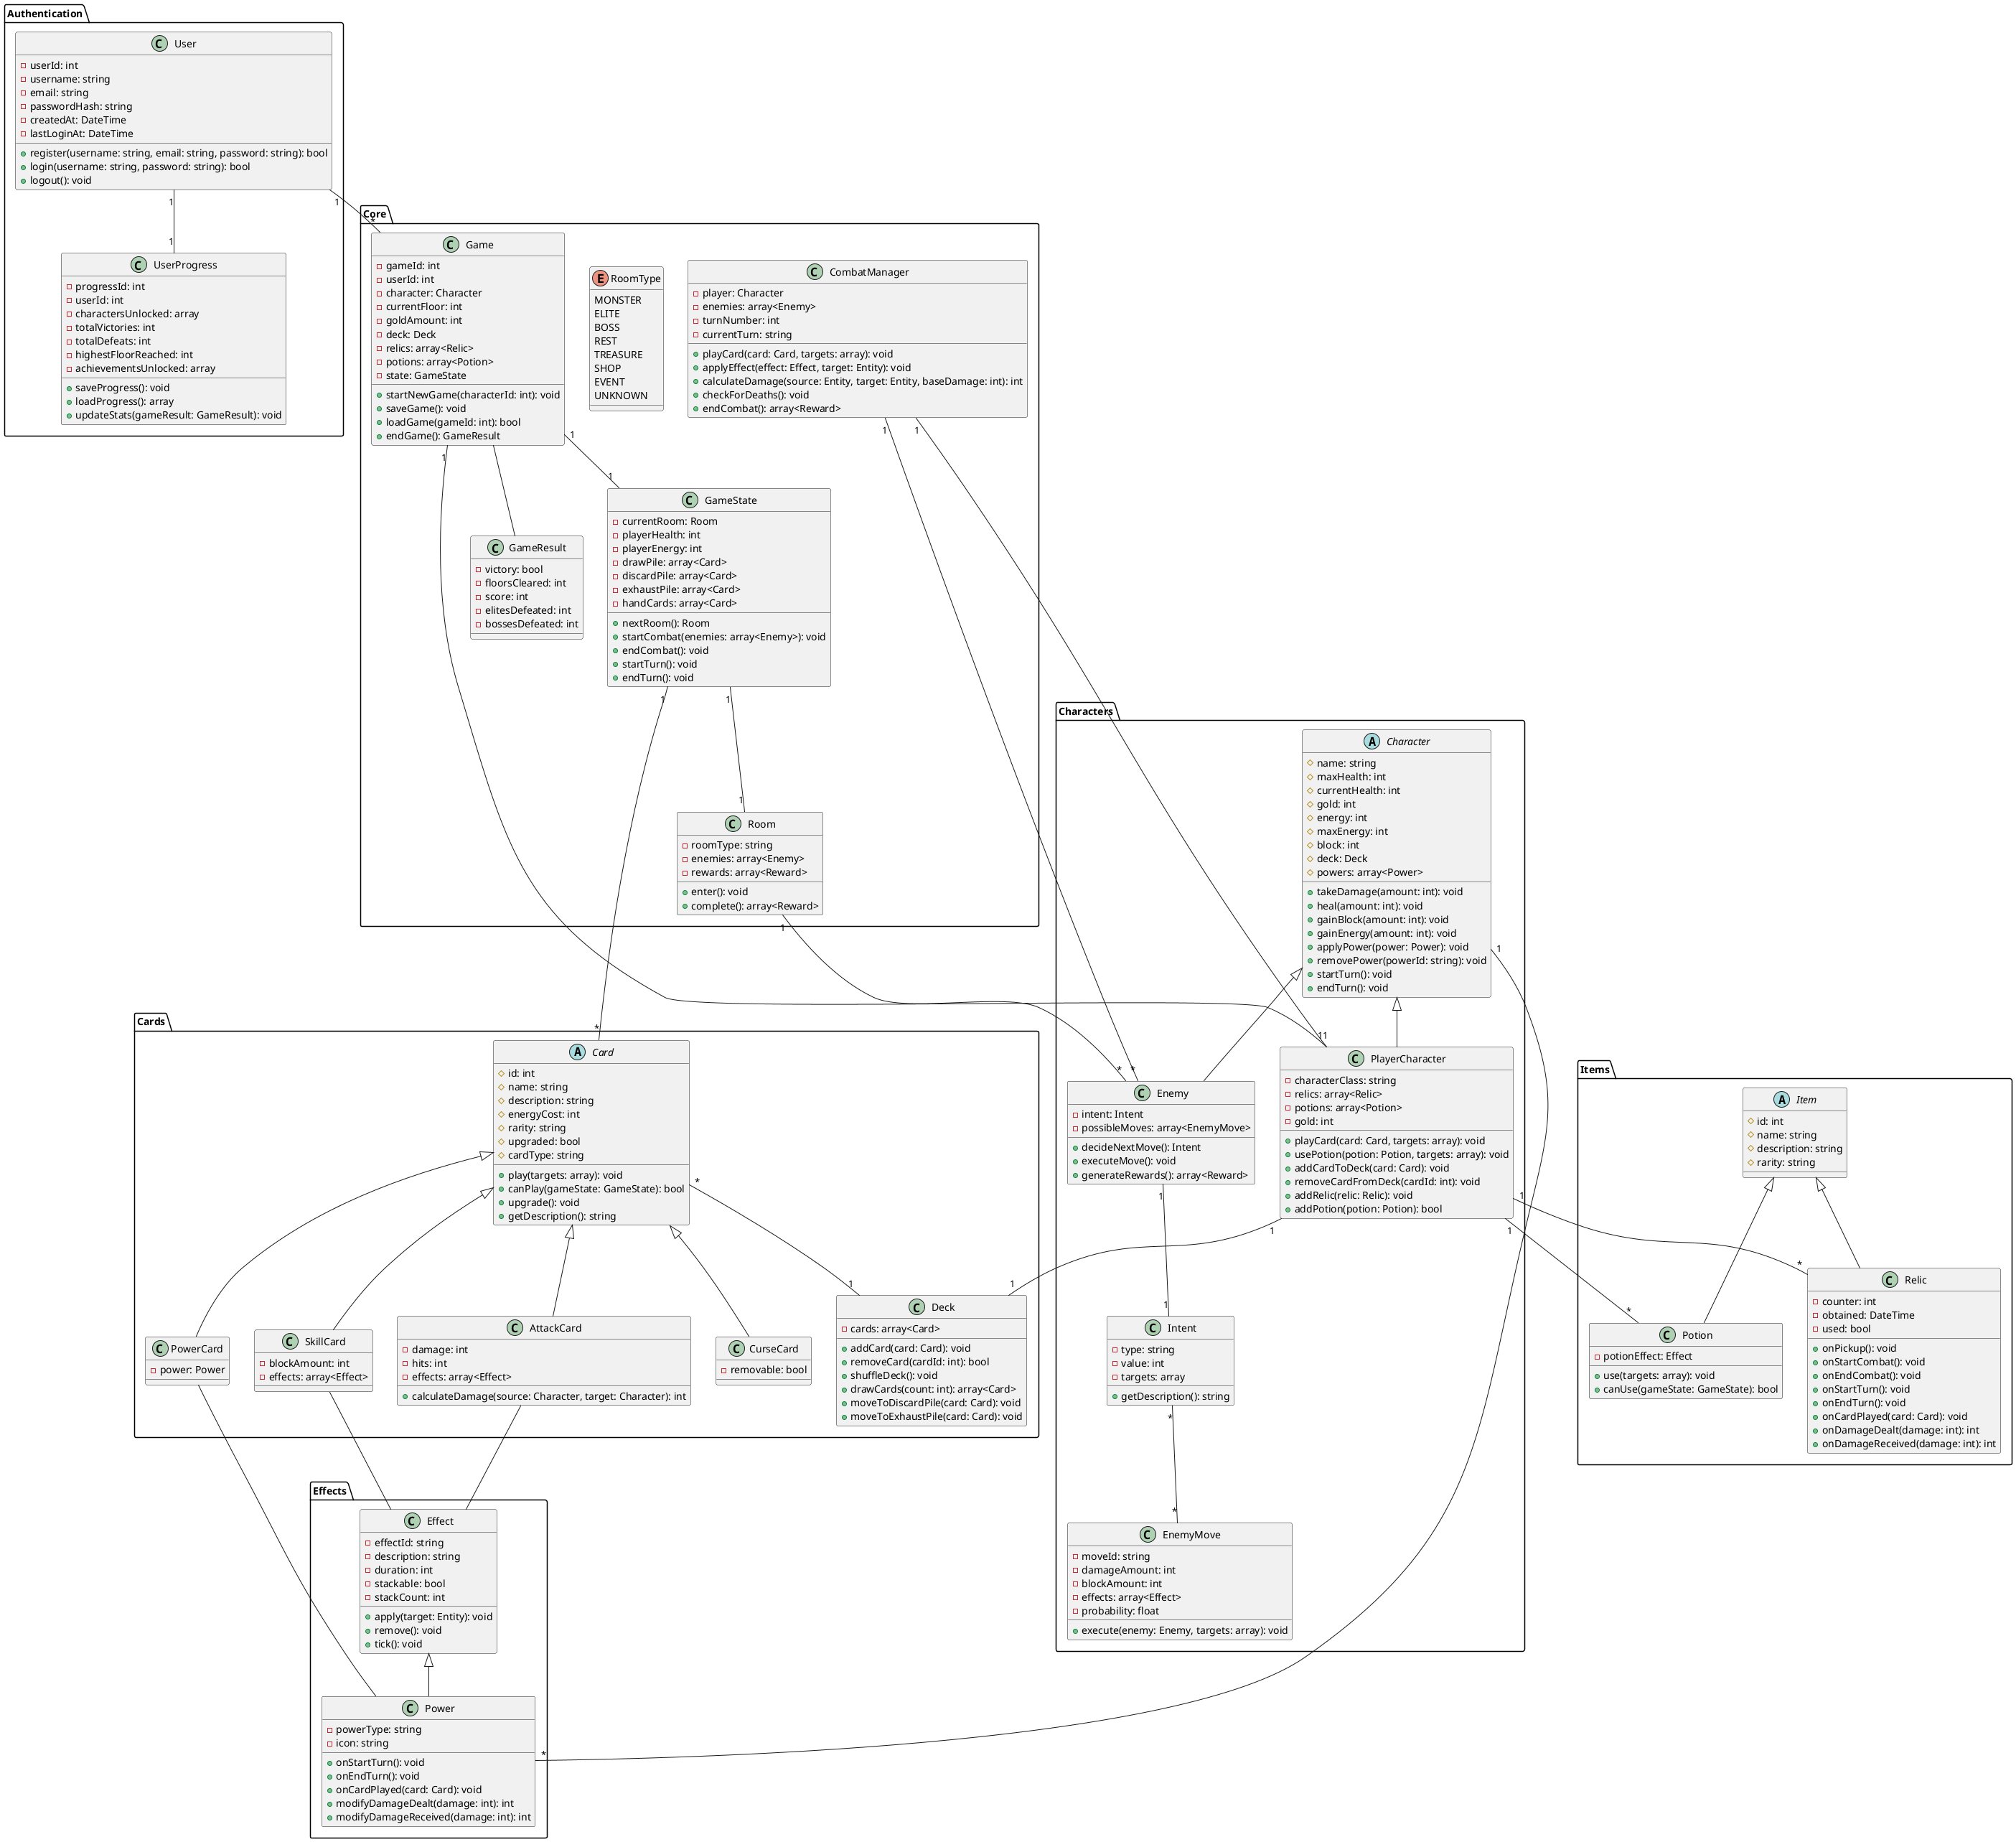 Authentication
User
userId: int
username: string
email: string
passwordHash: string
createdAt: DateTime
lastLoginAt: DateTime
register(username: string, email: string, password: string): bool
login(username: string, password: string): bool
logout(): void
1
1
1
*
UserProgress
progressId: int
userId: int
charactersUnlocked: array
totalVictories: int
totalDefeats: int
highestFloorReached: int
achievementsUnlocked: array
saveProgress(): void
loadProgress(): array
updateStats(gameResult: GameResult): void
Core
Game
gameId: int
userId: int
character: Character
currentFloor: int
goldAmount: int
deck: Deck
relics: array<Relic>
potions: array<Potion>
state: GameState
startNewGame(characterId: int): void
saveGame(): void
loadGame(gameId: int): bool
endGame(): GameResult
E RoomType
MONSTER
ELITE
BOSS
REST
TREASURE
SHOP
EVENT
UNKNOWN
CombatManager
player: Character
enemies: array<Enemy>
turnNumber: int
currentTurn: string
playCard(card: Card, targets: array): void
applyEffect(effect: Effect, target: Entity): void
calculateDamage(source: Entity, target: Entity, baseDamage: int): int
checkForDeaths(): void
endCombat(): array<Reward>
1
1
1
1
1
GameResult
victory: bool
floorsCleared: int
score: int
elitesDefeated: int
bossesDefeated: int
GameState
currentRoom: Room
playerHealth: int
playerEnergy: int
drawPile: array<Card>
discardPile: array<Card>
exhaustPile: array<Card>
handCards: array<Card>
nextRoom(): Room
startCombat(enemies: array<Enemy>): void
endCombat(): void
startTurn(): void
endTurn(): void
1
1
1
Room
roomType: string
enemies: array<Enemy>
rewards: array<Reward>
enter(): void
complete(): array<Reward>
1
Characters
A Character
name: string
maxHealth: int
currentHealth: int
gold: int
energy: int
maxEnergy: int
block: int
deck: Deck
powers: array<Power>
takeDamage(amount: int): void
heal(amount: int): void
gainBlock(amount: int): void
gainEnergy(amount: int): void
applyPower(power: Power): void
removePower(powerId: string): void
startTurn(): void
endTurn(): void
1
11
*
*
Enemy
intent: Intent
possibleMoves: array<EnemyMove>
decideNextMove(): Intent
executeMove(): void
generateRewards(): array<Reward>
1
1
PlayerCharacter
characterClass: string
relics: array<Relic>
potions: array<Potion>
gold: int
playCard(card: Card, targets: array): void
usePotion(potion: Potion, targets: array): void
addCardToDeck(card: Card): void
removeCardFromDeck(cardId: int): void
addRelic(relic: Relic): void
addPotion(potion: Potion): bool
1
1
1
Intent
type: string
value: int
targets: array
getDescription(): string
*
*
EnemyMove
moveId: string
damageAmount: int
blockAmount: int
effects: array<Effect>
probability: float
execute(enemy: Enemy, targets: array): void
Items
A Item
id: int
name: string
description: string
rarity: string
*
*
Potion
potionEffect: Effect
use(targets: array): void
canUse(gameState: GameState): bool
Relic
counter: int
obtained: DateTime
used: bool
onPickup(): void
onStartCombat(): void
onEndCombat(): void
onStartTurn(): void
onEndTurn(): void
onCardPlayed(card: Card): void
onDamageDealt(damage: int): int
onDamageReceived(damage: int): int
Cards
*
A Card
id: int
name: string
description: string
energyCost: int
rarity: string
upgraded: bool
cardType: string
play(targets: array): void
canPlay(gameState: GameState): bool
upgrade(): void
getDescription(): string
*
1
1
PowerCard
power: Power
SkillCard
blockAmount: int
effects: array<Effect>
AttackCard
damage: int
hits: int
effects: array<Effect>
calculateDamage(source: Character, target: Character): int
CurseCard
removable: bool
Deck
cards: array<Card>
addCard(card: Card): void
removeCard(cardId: int): bool
shuffleDeck(): void
drawCards(count: int): array<Card>
moveToDiscardPile(card: Card): void
moveToExhaustPile(card: Card): void
Effects
Effect
effectId: string
description: string
duration: int
stackable: bool
stackCount: int
apply(target: Entity): void
remove(): void
tick(): void
Power
powerType: string
icon: string
onStartTurn(): void
onEndTurn(): void
onCardPlayed(card: Card): void
modifyDamageDealt(damage: int): int
modifyDamageReceived(damage: int): int
*